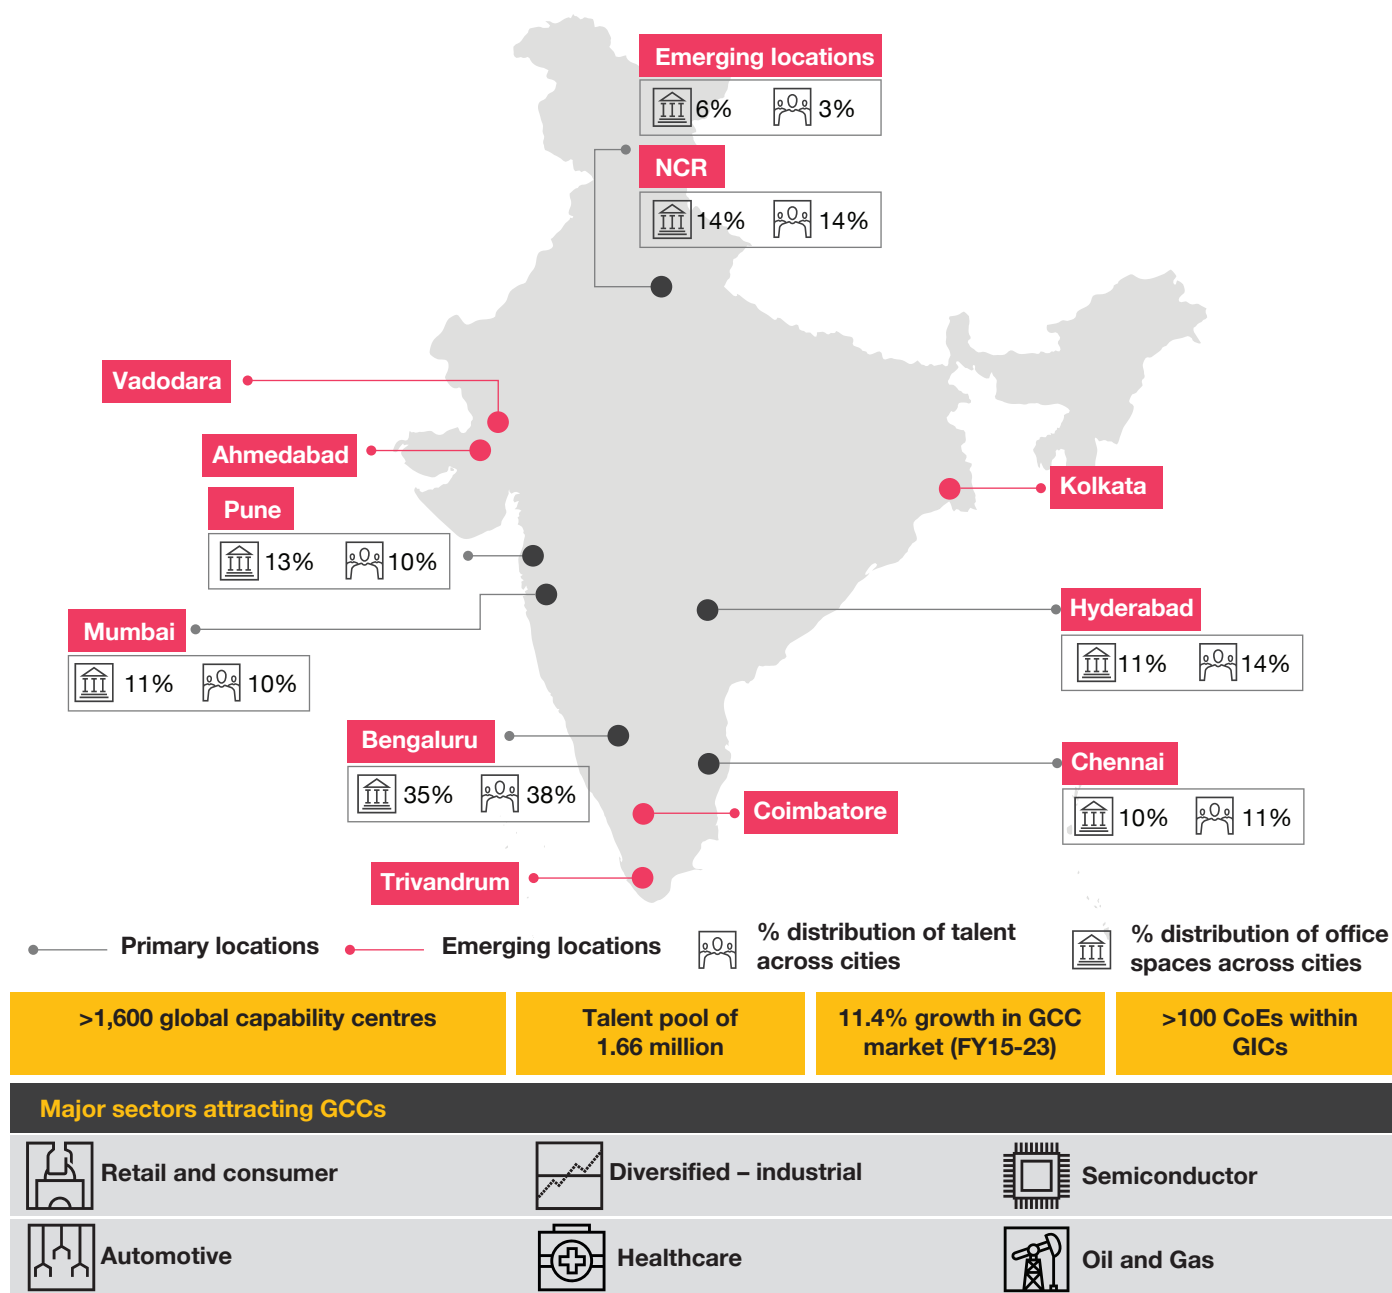 Emerging locations
6% 3%
NCR
14% 14%
Vadodara
Ahmedabad
Kolkata
Pune
13% 10%
Hyderabad
11% 14%
Mumbai
11% 10%
Bengaluru
35% 38%
Chennai
10% 11%
Coimbatore
Trivandrum
Primary locations
Emerging locations
% distribution of talent
across cities
% distribution of office
spaces across cities
>1,600 global capability centres
Talent pool of
1.66 million
11.4% growth in GCC
market (FY15-23)
>100 CoEs within
GICs
Major sectors attracting GCCs
Retail and consumer
Diversified – industrial
Semiconductor
Automotive
Healthcare
Oil and Gas